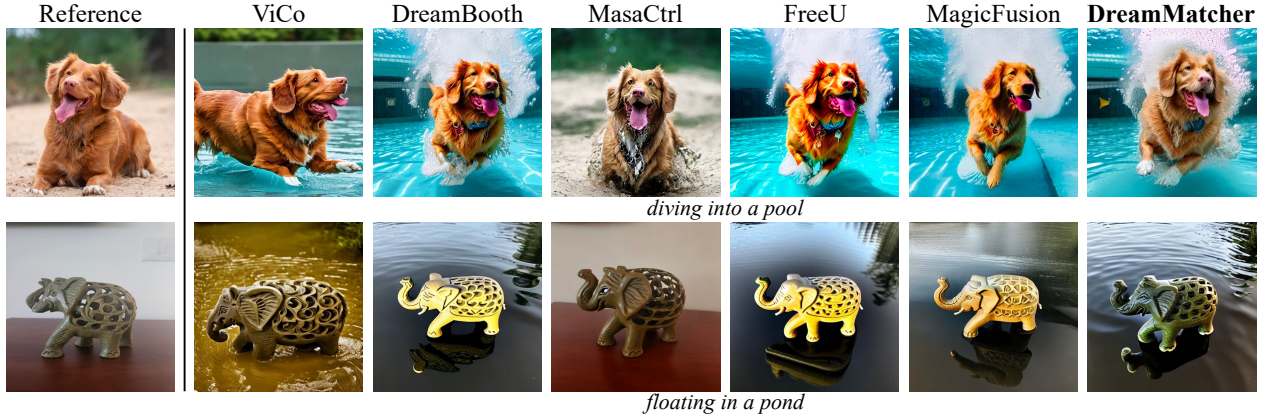 Reference ViCo DreamBooth MasaCtrl FreeU MagicFusion DreamMatcher
diving into a pool
floating in a pond